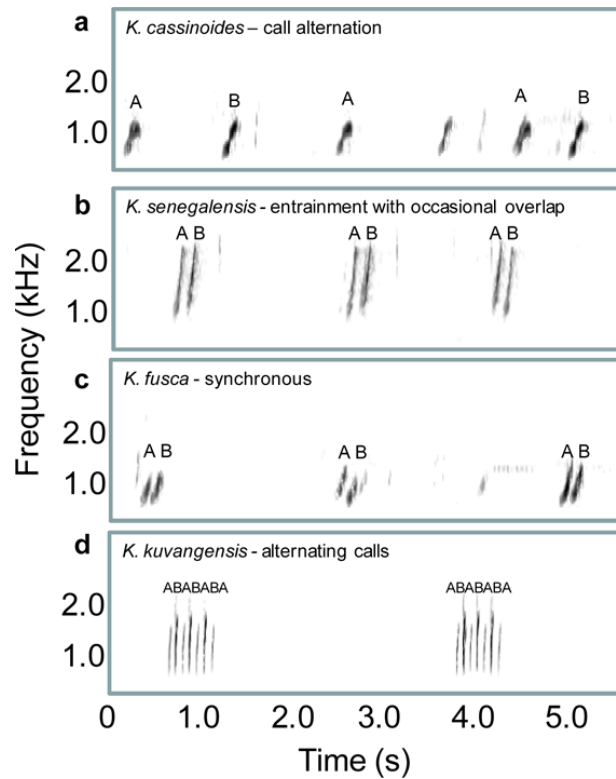 a
K. cassinoides – call alternation
A B A A B
2.0
1.0
b
K. senegalensis - entrainment with occasional overlap
A B A B A B
2.0
1.0
c
K. fusca - synchronous
A B A B A B
2.0
1.0
d
K. kuvangensis - alternating calls
ABABABA ABABABA
2.0
1.0
Frequency (kHz)
0 1.0 2.0 3.0 4.0 5.0
Time (s)